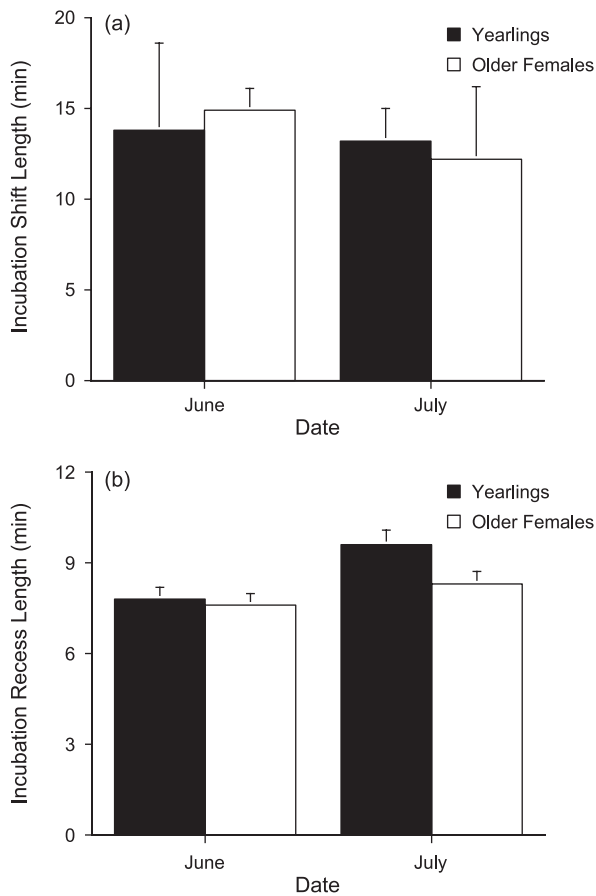 (a)
Yearlings
Older Females
Incubation Shift Length (min)
20
15
10
5
0
June
July
Date
(b)
Yearlings
Older Females
Incubation Recess Length (min)
12
9
6
3
0
June
July
Date